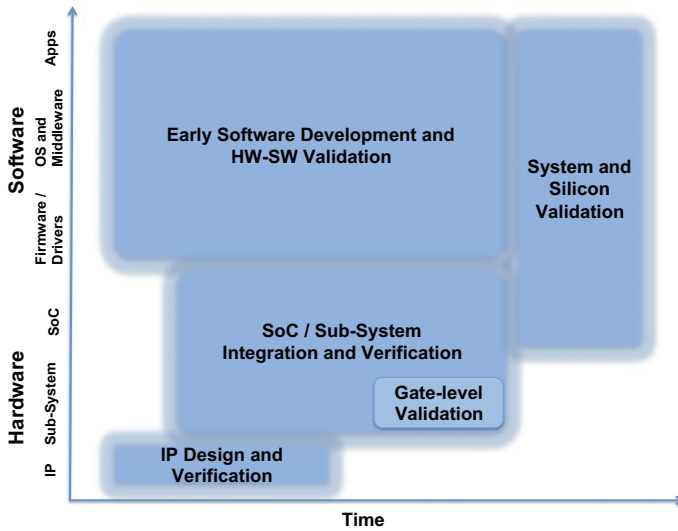 Software
Apps
OS and
Middleware
Firmware /
Drivers
Hardware
SoC
Sub-System
IP
Early Software Development and
HW-SW Validation
System and
Silicon
Validation
SoC / Sub-System
Integration and Verification
Gate-level
Validation
IP Design and
Verification
Time